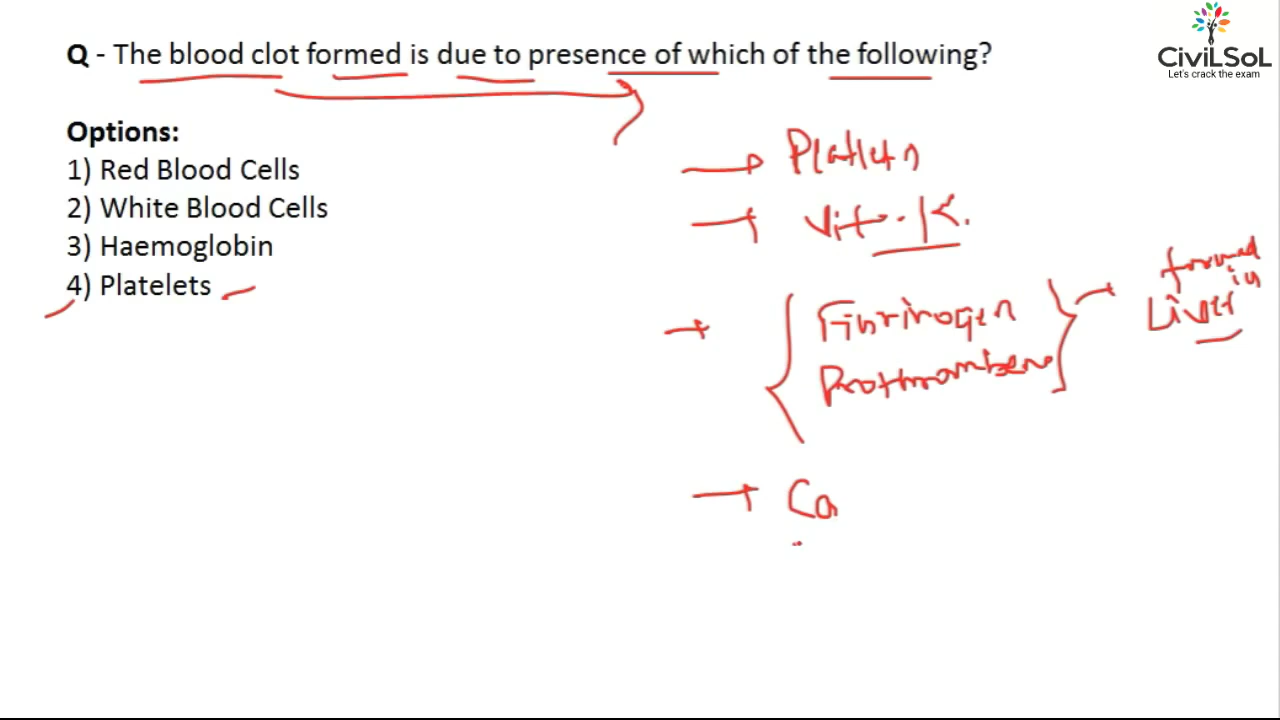 Q - The blood clot formed is due to presence of which of the following?
CiviLSoL
Let's crack the exam
Options:
1) Red Blood Cells
2) White Blood Cells
3) Haemoglobin
4) Platelets
Platlets
Vit. K.
Fibrinogen
Prothrombene
formed
in
Liver
Ca